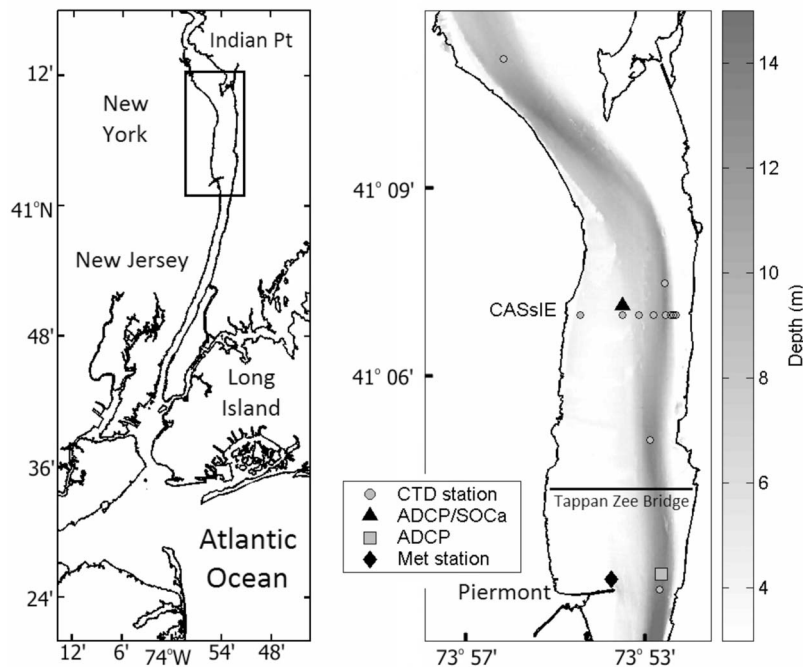 Indian Pt
12'
New
York
41°N
New Jersey
48'
Long
Island
36'
Atlantic
Ocean
24'
12' 6' 74°W 54' 48'
41° 09'
CASsIE
41° 06'
CTD station
ADCP/SOCa
ADCP
Met station
Tappan Zee Bridge
Piermont
73°57' 73°53'
14
12
10
8
6
4
Depth (m)